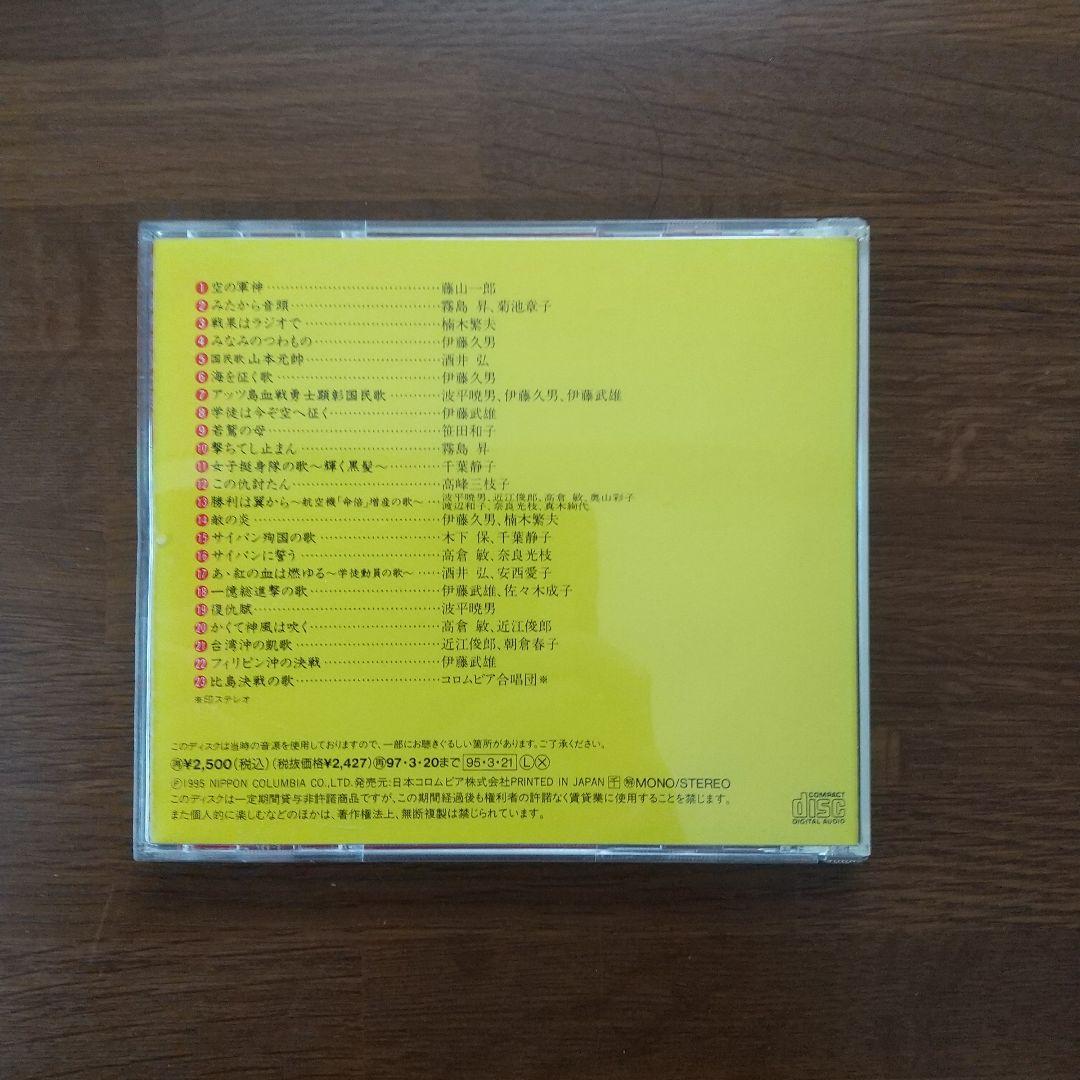 1 空の軍神……………………………藤山一郎
2 みたから音頭………………………霧島 昇、菊池章子
3 戦果はラジオで……………………楠木繁夫
4 みなみのつわもの…………………伊藤久男
5 国民歌 山本元帥……………………酒井 弘
6 海を征く歌…………………………伊藤久男
7 アッツ島血戦勇士顕彰国民歌………波平暁男、伊藤久男、伊藤武雄
8 学徒は今ぞ空へ征く………………伊藤武雄
9 若鷲の母……………………………笹田和子
10 撃ちてし止まん……………………霧島 昇
11 女子挺身隊の歌〜輝く黒髪〜………千葉静子
12 この仇討たん………………………高峰三枝子
13 勝利は翼から〜航空機「命倍」増産の歌〜…波平暁男、近江俊郎、高倉 敏、奥山彩子
渡辺和子、奈良光枝、真木絢代
14 敵の炎………………………………伊藤久男、楠木繁夫
15 サイパン殉国の歌…………………木下 保、千葉静子
16 サイパンに誓う……………………高倉 敏、奈良光枝
17 あゝ紅の血は燃ゆる〜学徒動員の歌〜……酒井 弘、安西愛子
18 一億総進撃の歌……………………伊藤武雄、佐々木成子
19 復仇賦………………………………波平暁男
20 かくて神風は吹く…………………高倉 敏、近江俊郎
21 台湾沖の凱歌………………………近江俊郎、朝倉春子
22 フィリピン沖の決戦………………伊藤武雄
23 比島決戦の歌………………………コロムビア合唱団※
※印ステレオ
このディスクは当時の音源を使用しておりますので、一部にお聴きぐるしい箇所があります。ご了承ください。
再¥2,500(税込)(税抜価格¥2,427)再97・3・20まで 95・3・21 L X
Ⓟ1995 NIPPON COLUMBIA CO.,LTD. 発売元:日本コロムビア株式会社 PRINTED IN JAPAN MONO/STEREO
このディスクは一定期間貸与非許諾商品ですが、この期間経過後も権利者の許諾なく賃貸業に使用することを禁じます。
また個人的に楽しむなどのほかは、著作権法上、無断複製は禁じられています。
COMPACT
disc
DIGITAL AUDIO